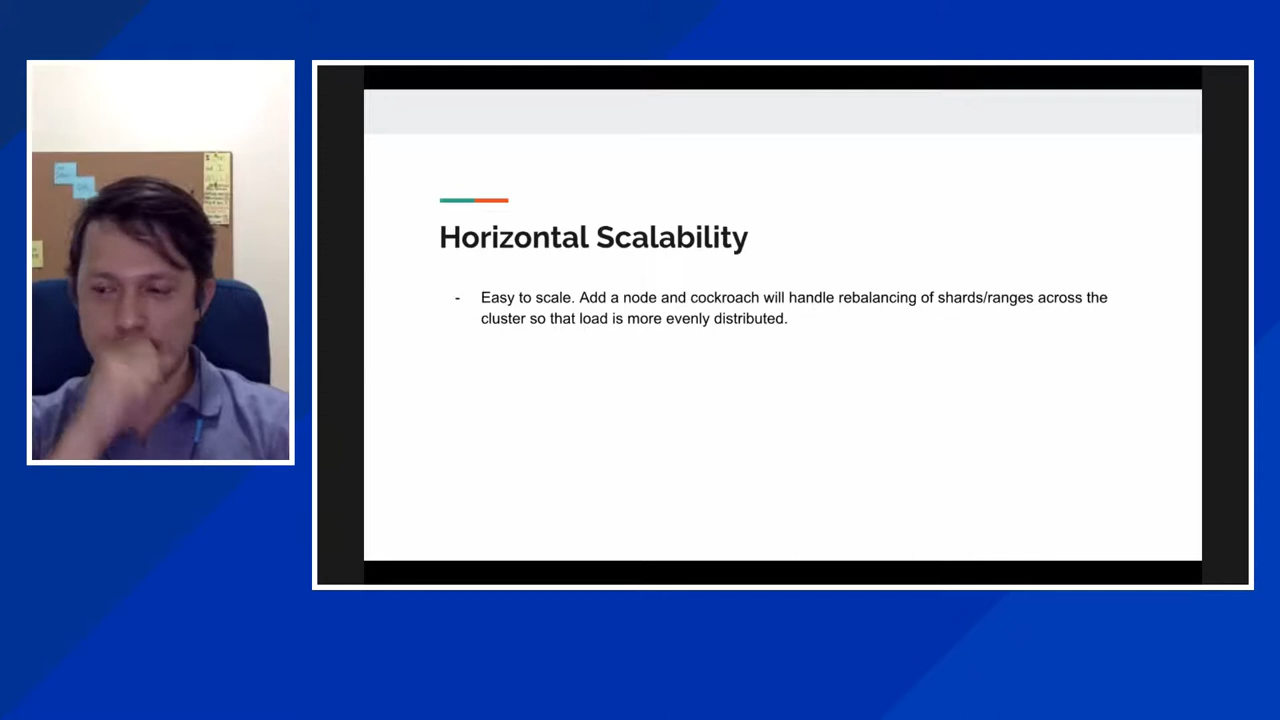 Horizontal Scalability
- Easy to scale. Add a node and cockroach will handle rebalancing of shards/ranges across the
cluster so that load is more evenly distributed.